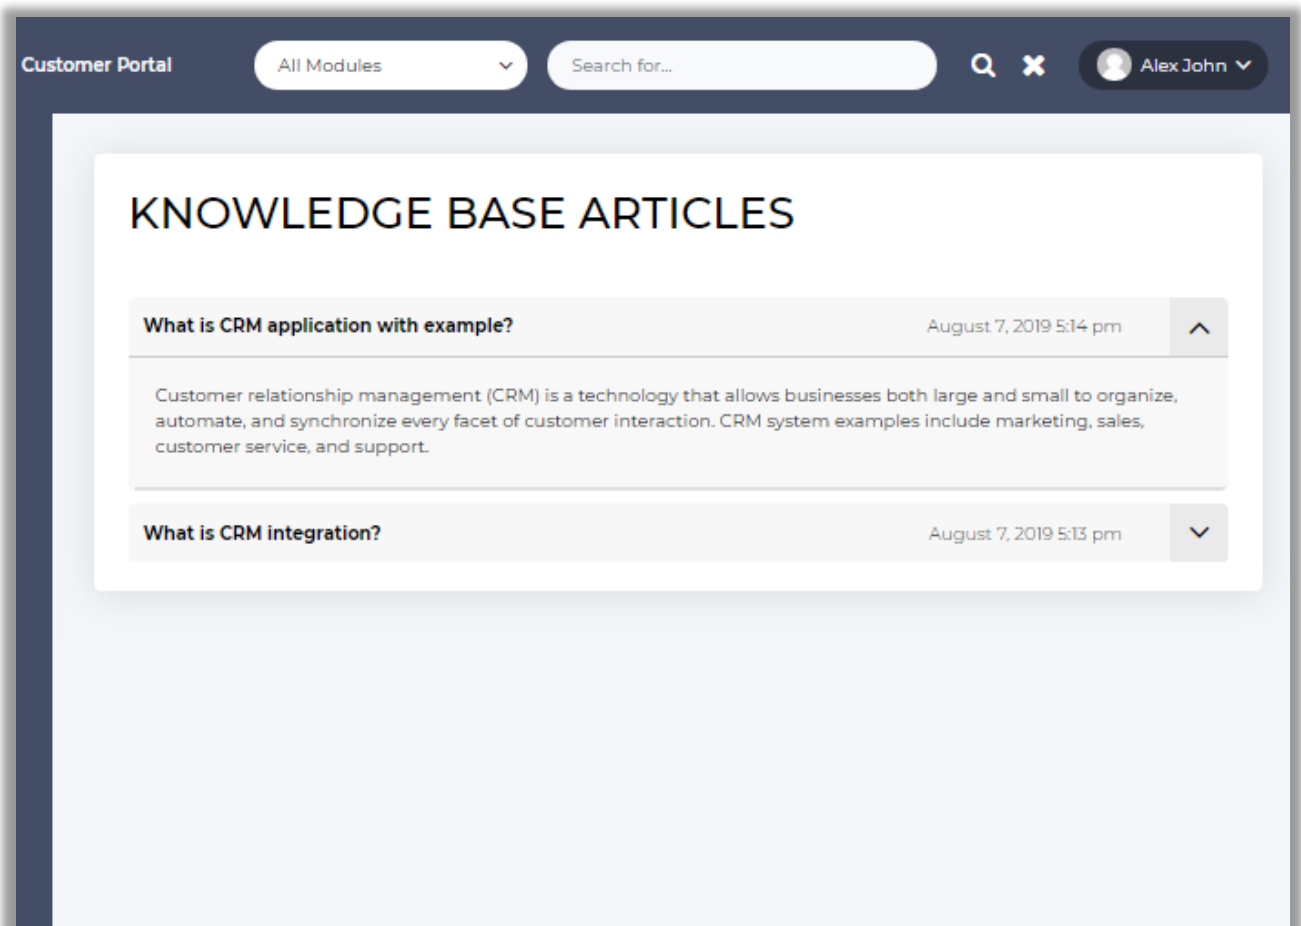 Customer Portal
All Modules
Search for...
Alex John
KNOWLEDGE BASE ARTICLES
What is CRM application with example?
August 7, 2019 5:14 pm
Customer relationship management (CRM) is a technology that allows businesses both large and small to organize,
automate, and synchronize every facet of customer interaction. CRM system examples include marketing, sales,
customer service, and support.
What is CRM integration?
August 7, 2019 5:13 pm